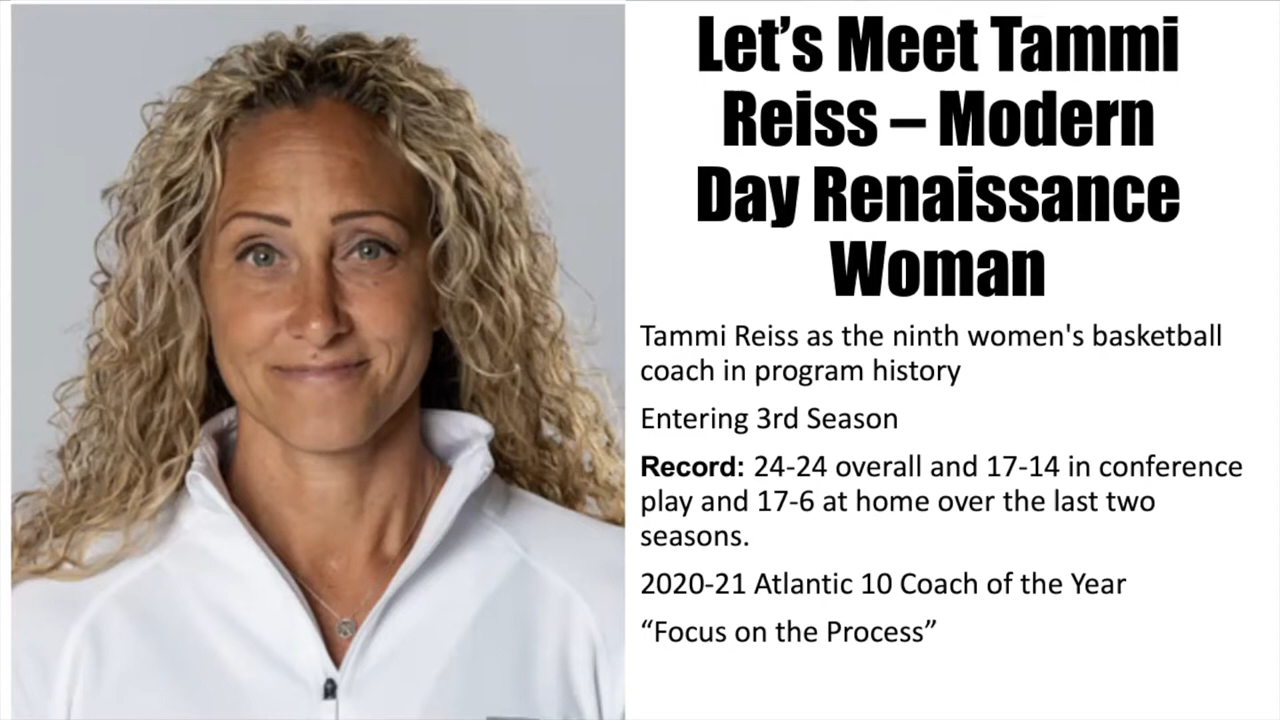 Let’s Meet Tammi
Reiss – Modern
Day Renaissance
Woman
Tammi Reiss as the ninth women's basketball
coach in program history
Entering 3rd Season
Record: 24-24 overall and 17-14 in conference
play and 17-6 at home over the last two
seasons.
2020-21 Atlantic 10 Coach of the Year
“Focus on the Process”